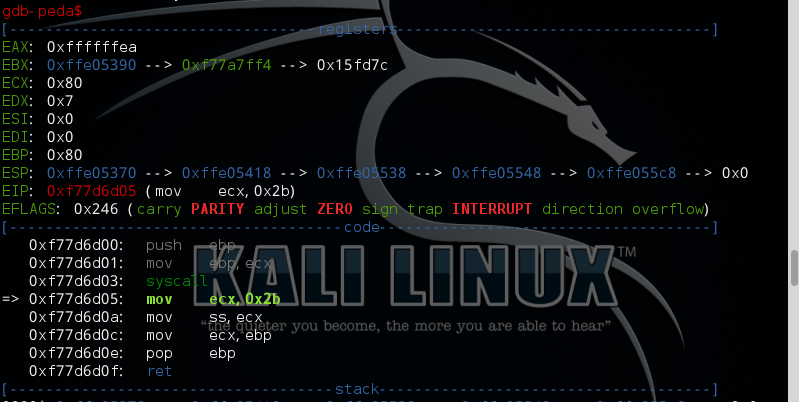 gdb-peda$
[----------------------------------registers-----------------------------------]
EAX: 0xffffffea
EBX: 0xffe05390 --> 0xf77a7ff4 --> 0x15fd7c
ECX: 0x80
EDX: 0x7
ESI: 0x0
EDI: 0x0
EBP: 0x80
ESP: 0xffe05370 --> 0xffe05418 --> 0xffe05538 --> 0xffe05548 --> 0xffe055c8 --> 0x0
EIP: 0xf77d6d05 (mov ecx,0x2b)
EFLAGS: 0x246 (carry PARITY adjust ZERO sign trap INTERRUPT direction overflow)
[-------------------------------------code-------------------------------------]
0xf77d6d00: push ebp
0xf77d6d01: mov ebp,ecx
0xf77d6d03: syscall
=> 0xf77d6d05: mov ecx,0x2b
0xf77d6d0a: mov ss,ecx
0xf77d6d0c: mov ecx,ebp
0xf77d6d0e: pop ebp
0xf77d6d0f: ret
[------------------------------------stack-------------------------------------]
KALI LINUX™
“the quieter you become, the more you are able to hear”